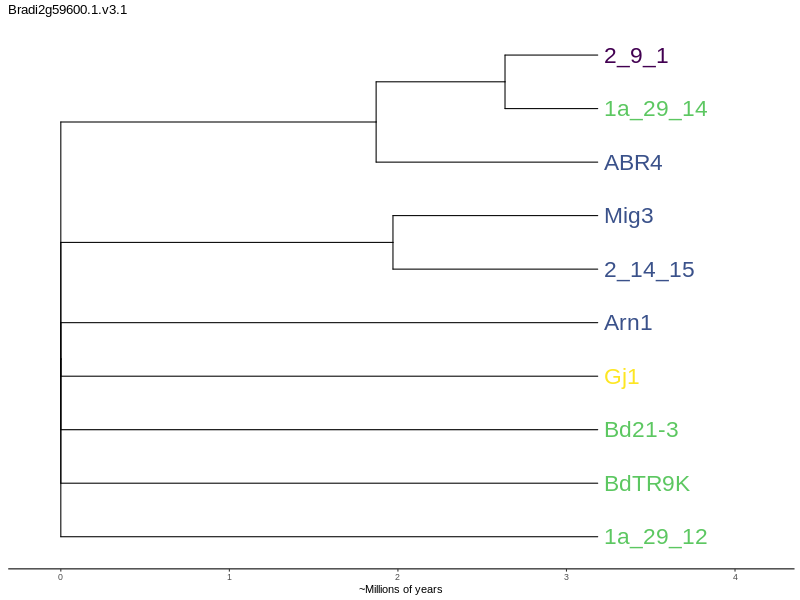 Bradi2g59600.1.v3.1
2_9_1
1a_29_14
ABR4
Mig3
2_14_15
Arn1
Gj1
Bd21-3
BdTR9K
1a_29_12
0 1 2 3 4
~Millions of years